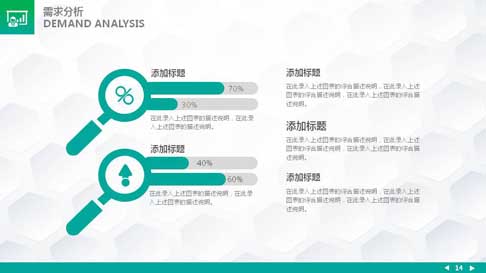 需求分析
DEMAND ANALYSIS
添加标题
70%
30%
在此录入上述图表的描述说明，在此录
入上述图表的描述说明。
添加标题
40%
60%
在此录入上述图表的描述说明，在此录
入上述图表的描述说明。
添加标题
在此录入上述图表的综合描述说明，在此录入上
述图表的综合描述说明，在此录入上述图表的综合描
述说明。
添加标题
在此录入上述图表的综合描述说明，在此录入上
述图表的综合描述说明，在此录入上述图表的综合描
述说明。
添加标题
在此录入上述图表的综合描述说明，在此录入上
述图表的综合描述说明，在此录入上述图表的综合描
述说明。
14